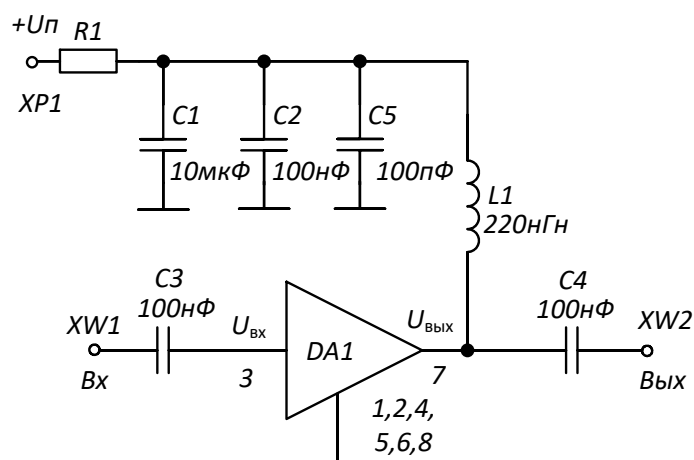 +Uп
R1
XP1
C1
C2
C5
10мкФ
100нФ
100пФ
L1
220нГн
C3
100нФ
C4
100нФ
XW1
Uвх
Uвых
XW2
DA1
Вх
3
7
Вых
1,2,4,
5,6,8